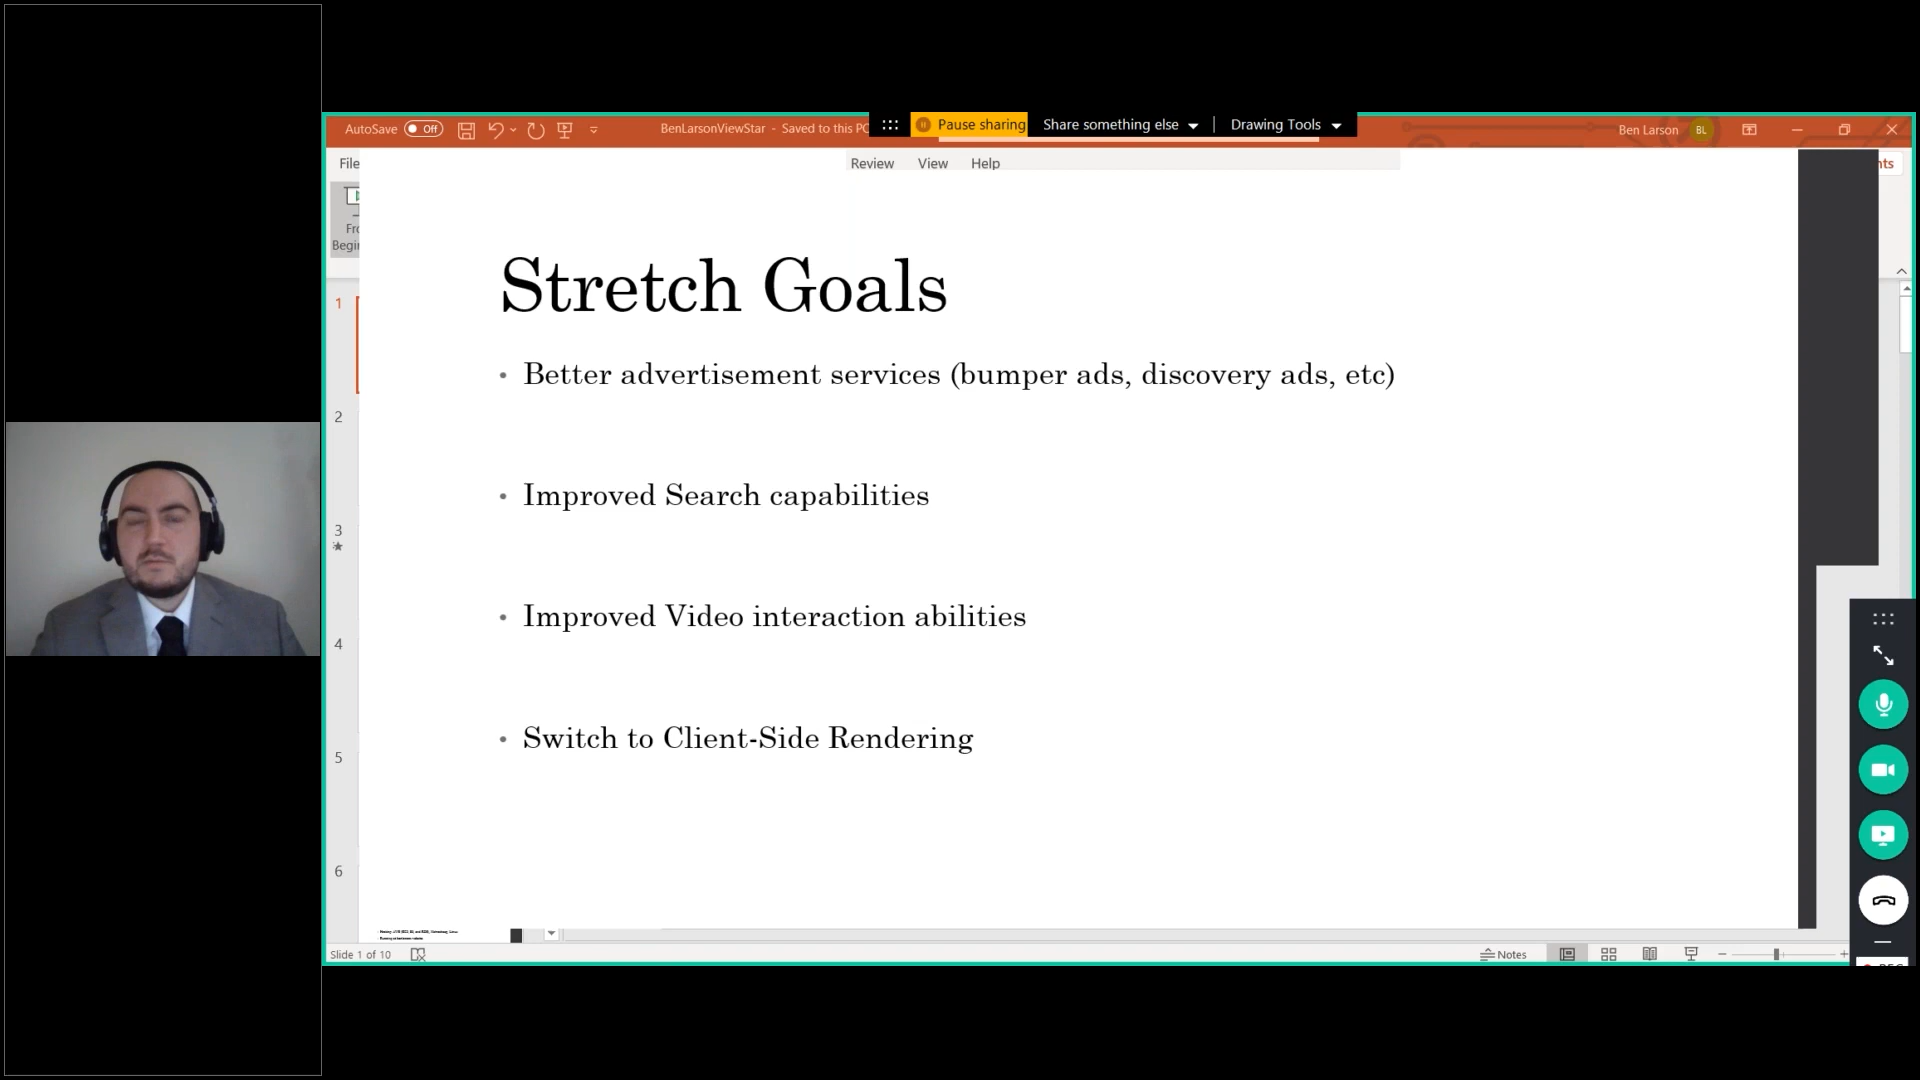 AutoSave Off
BenLarsonViewStar - Saved to this PC
Pause sharing
Share something else
Drawing Tools
Ben Larson BL
File
Review View Help
Begin
1
Stretch Goals
• Better advertisement services (bumper ads, discovery ads, etc)
2
• Improved Search capabilities
3
• Improved Video interaction abilities
4
• Switch to Client-Side Rendering
5
6
Slide 1 of 10
Notes